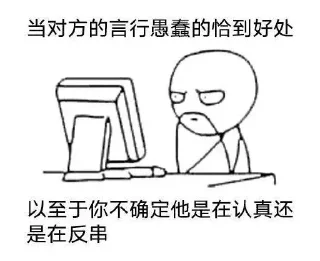 当对方的言行愚蠢的恰到好处
以至于你不确定他是在认真还
是在反串